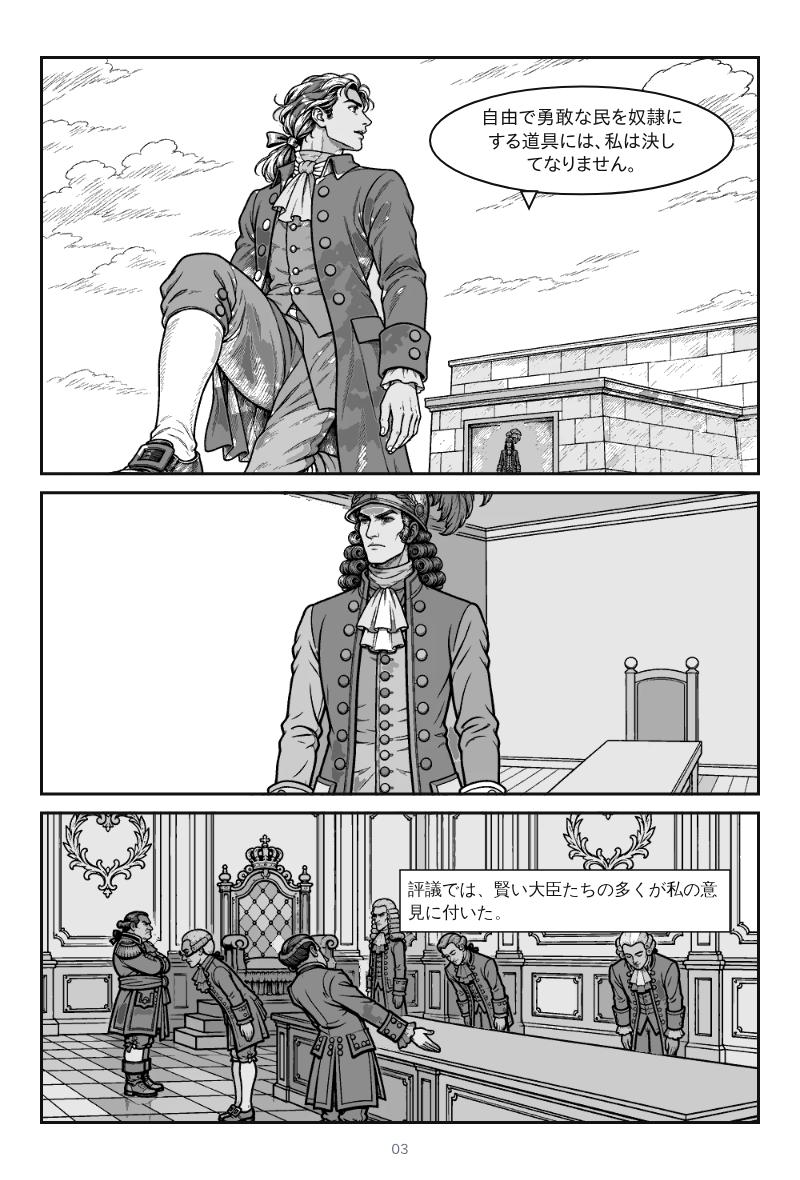 自由で勇敢な民を奴隷に
する道具には、私は決し
てなりません。
評議では、賢い大臣たちの多くが私の意
見に付いた。
03